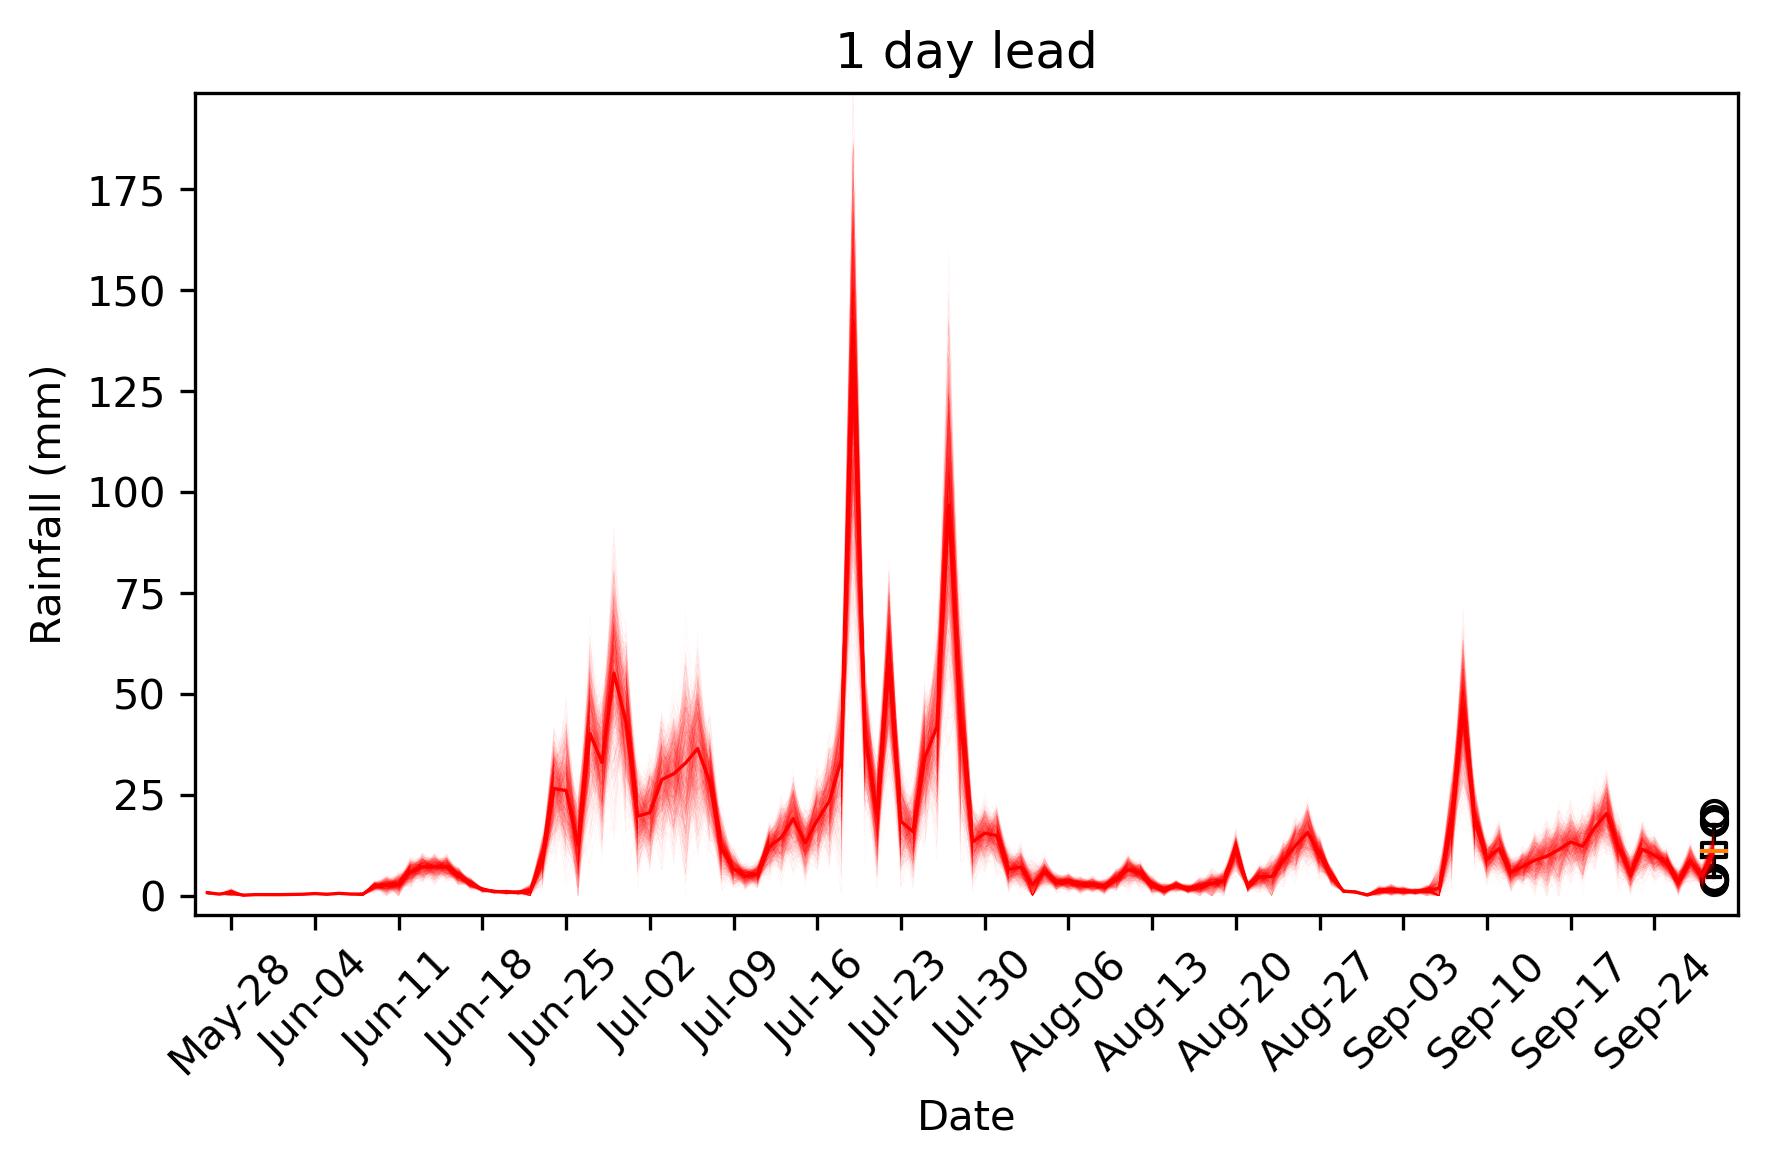 1 day lead
175
150
125
100
75
50
25
0
Rainfall (mm)
May-28
Jun-04
Jun-11
Jun-18
Jun-25
Jul-02
Jul-09
Jul-16
Jul-23
Jul-30
Aug-06
Aug-13
Aug-20
Aug-27
Sep-03
Sep-10
Sep-17
Sep-24
Date